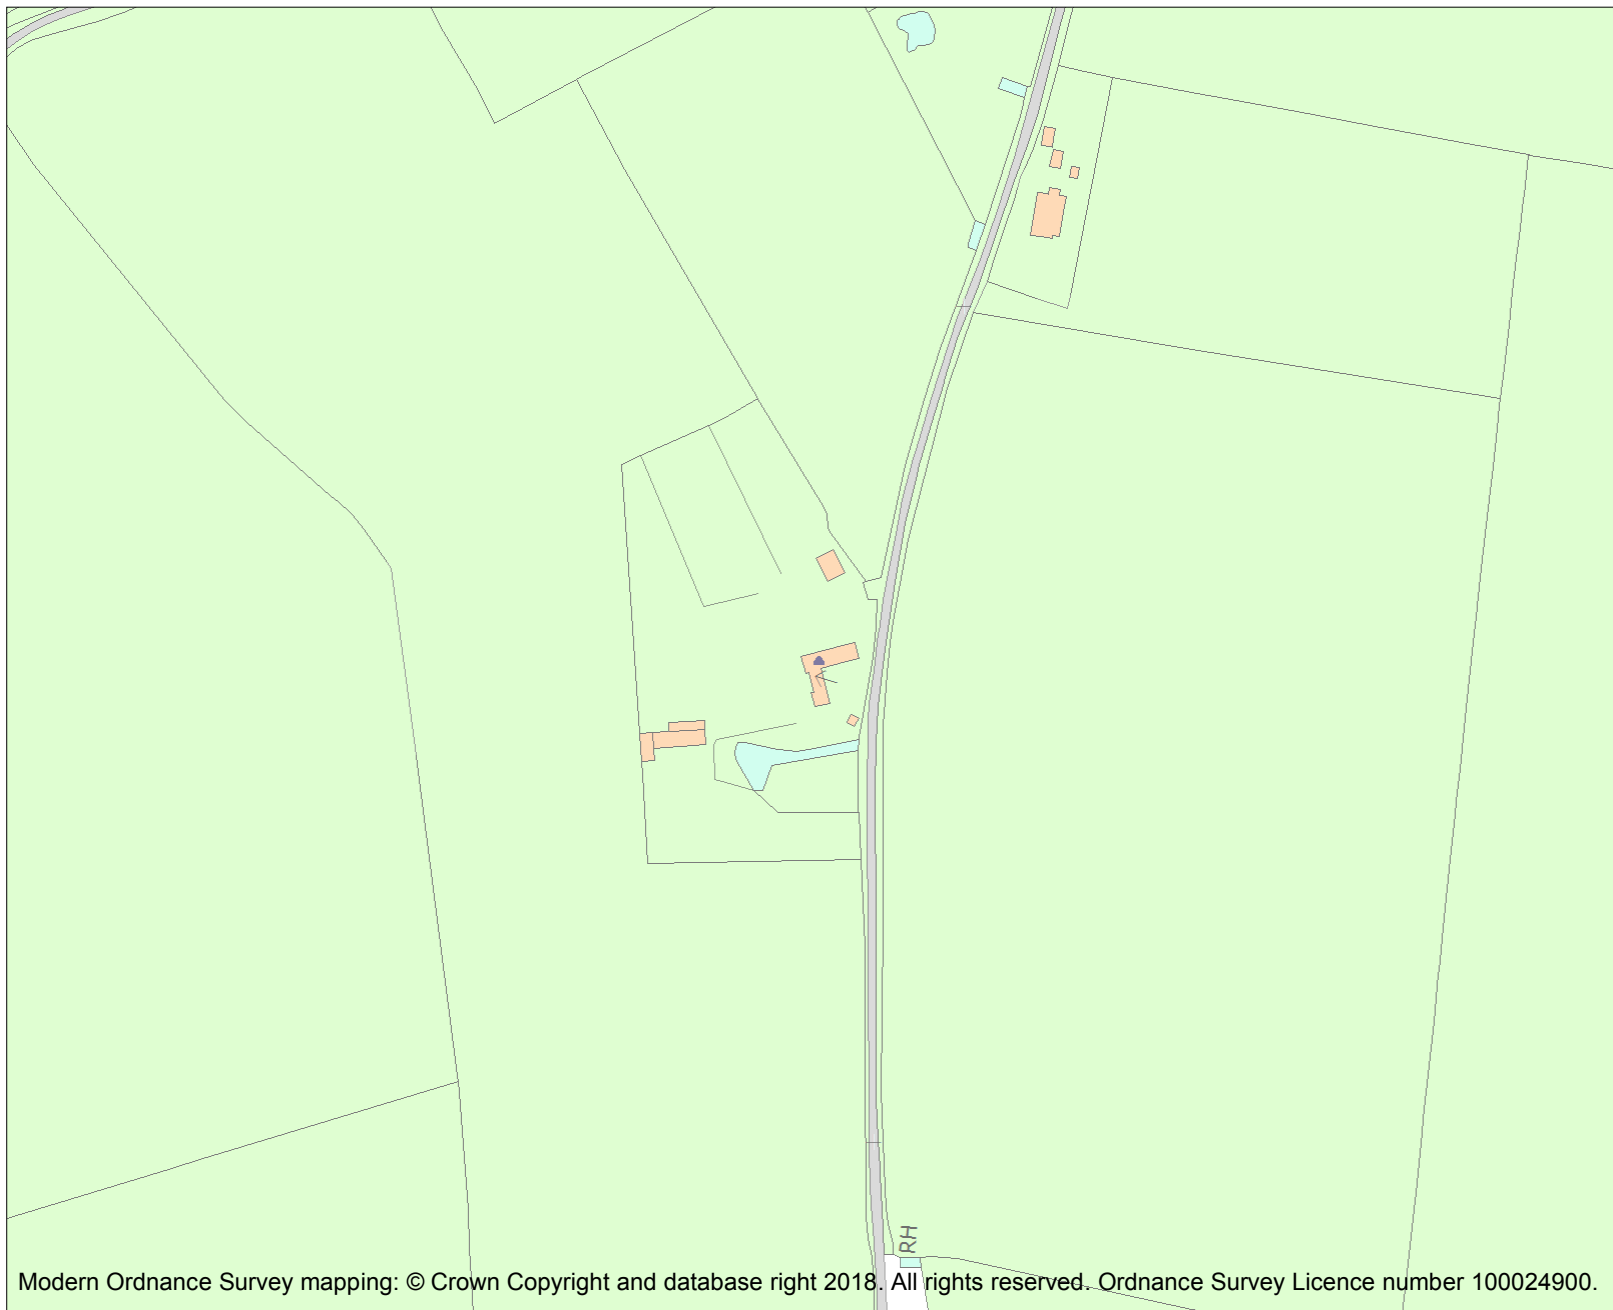 RH
Modern Ordnance Survey mapping: © Crown Copyright and database right 2018. All rights reserved. Ordnance Survey Licence number 100024900.